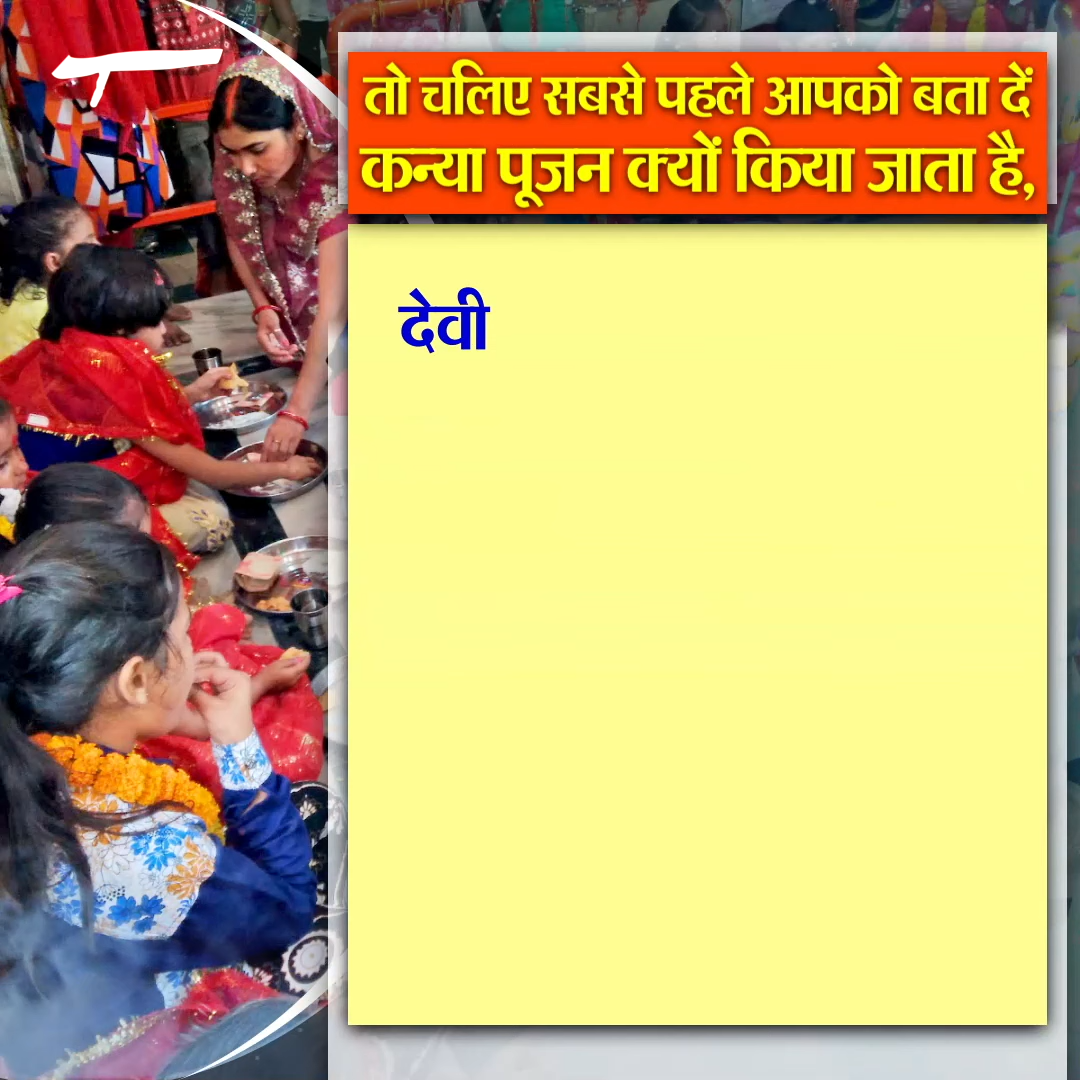 तो चलिए सबसे पहले आपको बता दें
कन्या पूजन क्यों किया जाता है,
देवी